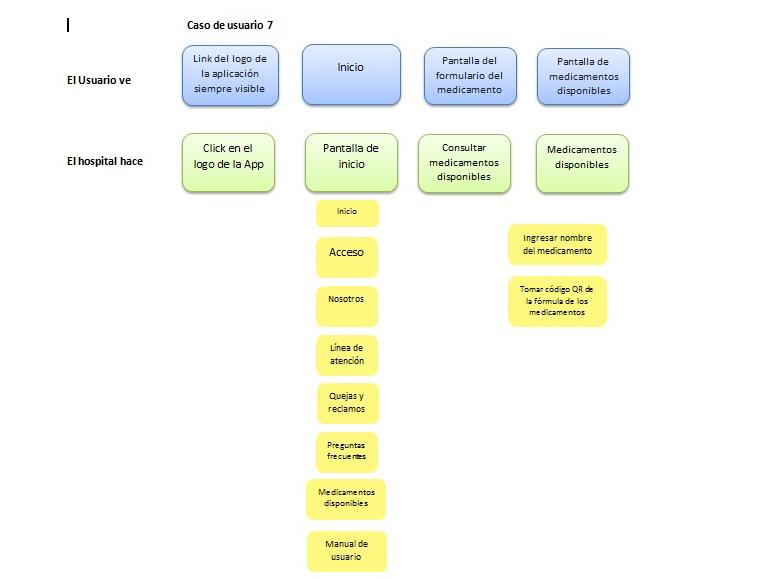 Caso de usuario 7
El Usuario ve
Link del logo de
la aplicación
siempre visible
Inicio
Pantalla del
formulario del
medicamento
Pantalla de
medicamentos
disponibles
El hospital hace
Click en el
logo de la App
Pantalla de
inicio
Consultar
medicamentos
disponibles
Medicamentos
disponibles
Inicio
Acceso
Nosotros
Línea de
atención
Quejas y
reclamos
Preguntas
frecuentes
Medicamentos
disponibles
Manual de
usuario
Ingresar nombre
del medicamento
Tomar código QR de
la fórmula de los
medicamentos